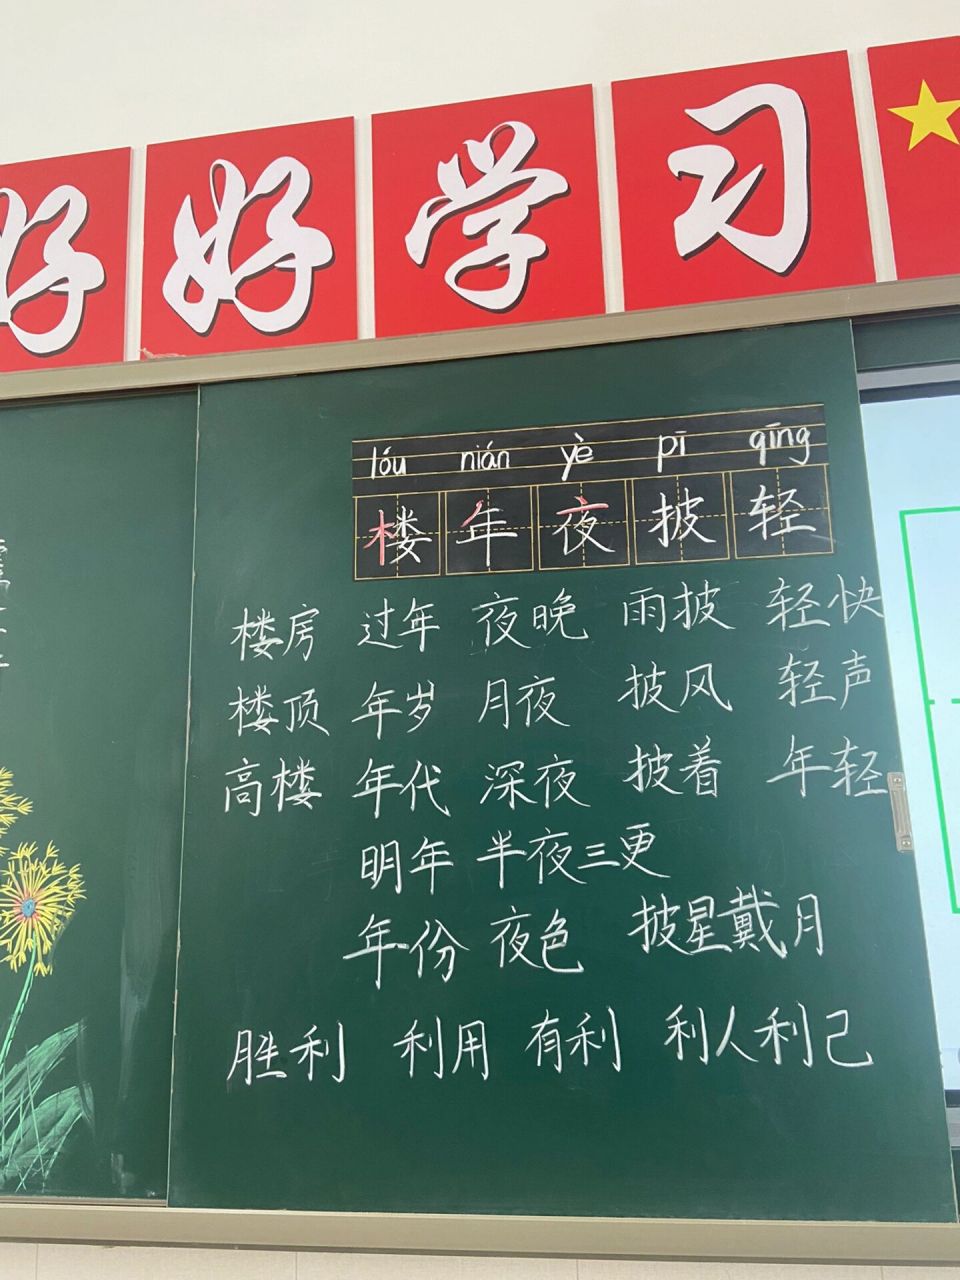 好好学习
lóu nián yè pī qīng
楼年夜披轻
楼房 过年 夜晚 雨披 轻快
楼顶 年岁 月夜 披风 轻声
高楼 年代 深夜 披着 年轻
明年 半夜三更
年份 夜色 披星戴月
胜利 利用 有利 利人利己